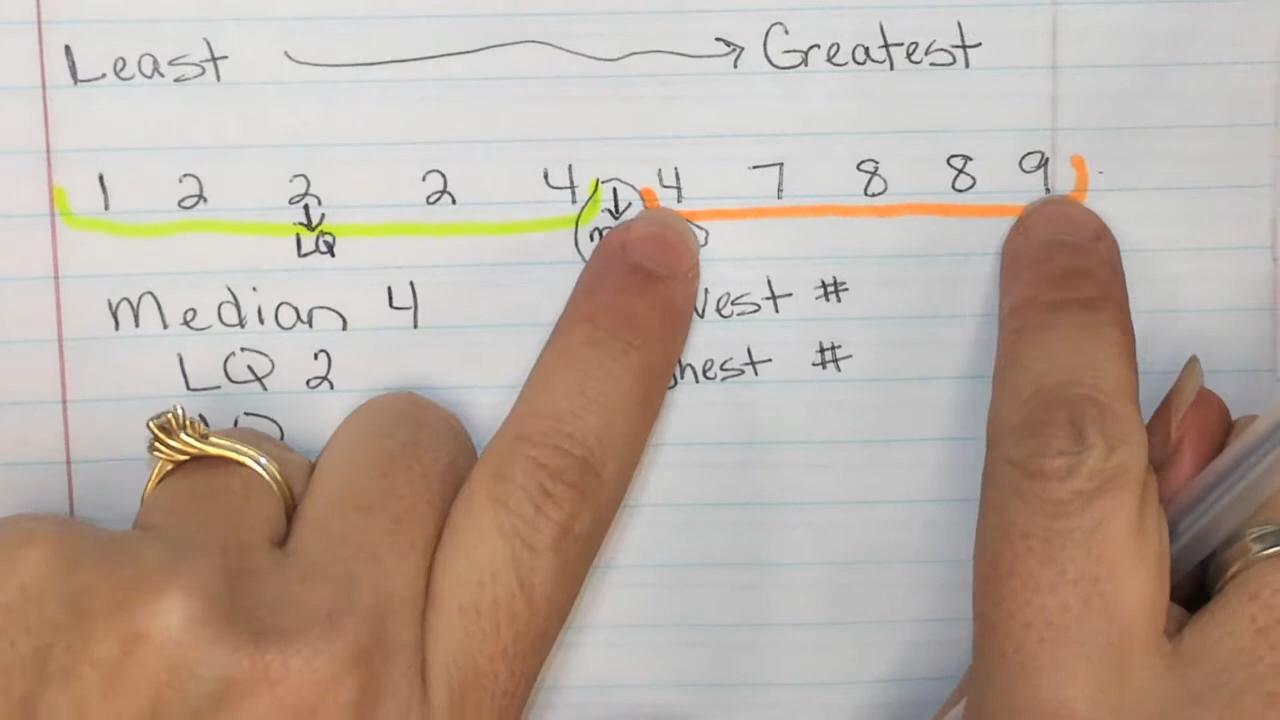 Least → Greatest
1 2 2 2 4 4 7 8 8 9
LQ
Median 4
#
LQ 2
#